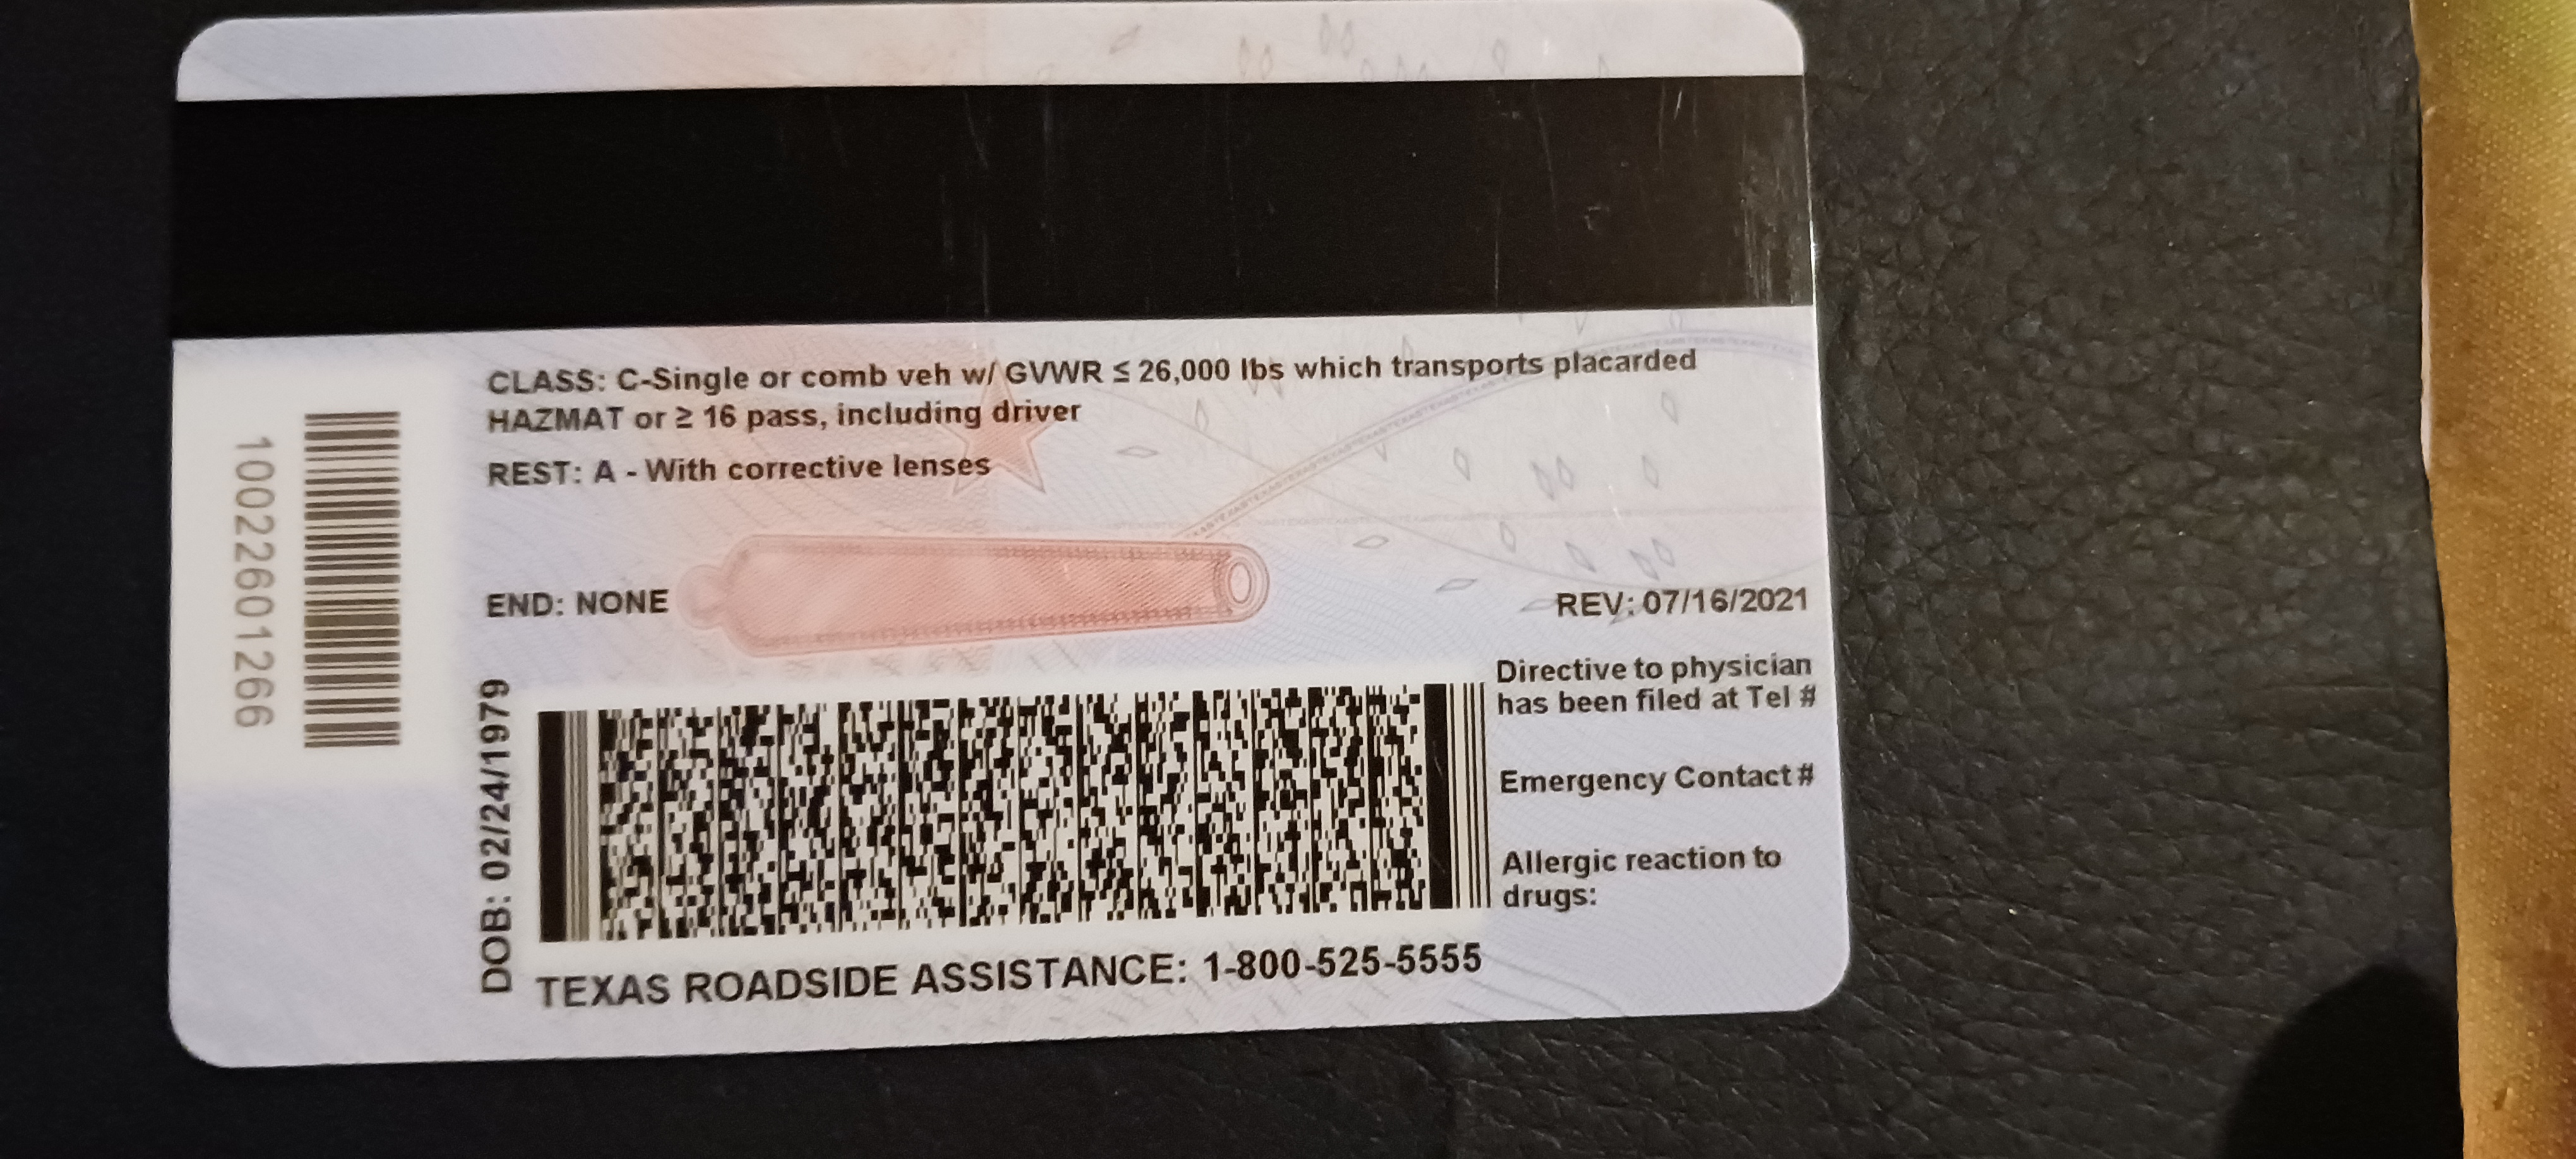 CLASS: C-Single or comb veh w/ GVWR ≤ 26,000 lbs which transports placarded
HAZMAT or ≥ 16 pass, including driver
REST: A - With corrective lenses
10022601266
END: NONE
REV: 07/16/2021
DOB: 02/24/1979
Directive to physician
has been filed at Tel #
Emergency Contact #
Allergic reaction to
drugs:
TEXAS ROADSIDE ASSISTANCE: 1-800-525-5555